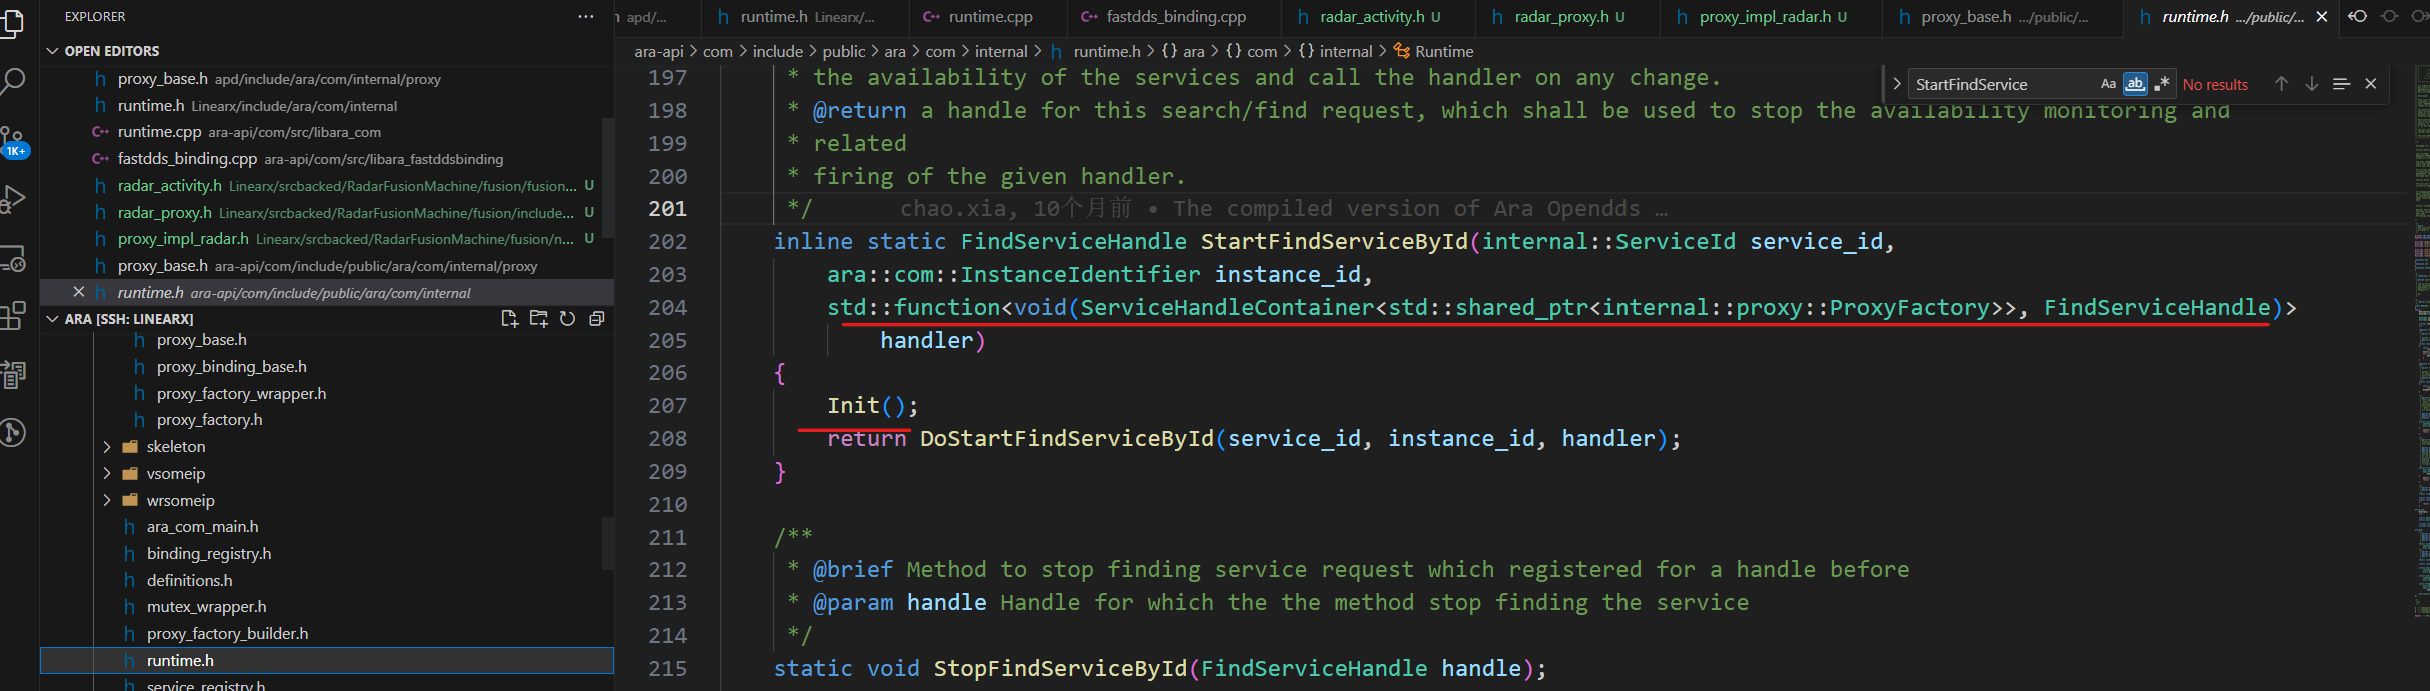 EXPLORER
···
apd/...
runtime.h Linearx/...
runtime.cpp
fastdds_binding.cpp
radar_activity.h U
radar_proxy.h U
proxy_impl_radar.h U
proxy_base.h .../public/...
runtime.h .../public/...
OPEN EDITORS
proxy_base.h apd/include/ara/com/internal/proxy
runtime.h Linearx/include/ara/com/internal
runtime.cpp ara-api/com/src/libara_com
fastdds_binding.cpp ara-api/com/src/libara_fastddsbinding
radar_activity.h Linearx/srcbacked/RadarFusionMachine/fusion/fusion... U
radar_proxy.h Linearx/srcbacked/RadarFusionMachine/fusion/include... U
proxy_impl_radar.h Linearx/srcbacked/RadarFusionMachine/fusion/n... U
proxy_base.h ara-api/com/include/public/ara/com/internal/proxy
runtime.h ara-api/com/include/public/ara/com/internal
1K+
ARA [SSH: LINEARX]
proxy_base.h
proxy_binding_base.h
proxy_factory_wrapper.h
proxy_factory.h
skeleton
vsomeip
wrsomeip
ara_com_main.h
binding_registry.h
definitions.h
mutex_wrapper.h
proxy_factory_builder.h
runtime.h
service_registry.h
ara-api > com > include > public > ara > com > internal > runtime.h > {} ara > {} com > {} internal > Runtime
StartFindService Aa ab .* No results
197 * the availability of the services and call the handler on any change.
198 * @return a handle for this search/find request, which shall be used to stop the availability monitoring and
199 * related
200 * firing of the given handler.
201 */ chao.xia, 10个月前 • The compiled version of Ara Opendds …
202 inline static FindServiceHandle StartFindServiceById(internal::ServiceId service_id,
203 ara::com::InstanceIdentifier instance_id,
204 std::function<void(ServiceHandleContainer<std::shared_ptr<internal::proxy::ProxyFactory>>, FindServiceHandle)>
205 handler)
206 {
207 Init();
208 return DoStartFindServiceById(service_id, instance_id, handler);
209 }
210
211 /**
212 * @brief Method to stop finding service request which registered for a handle before
213 * @param handle Handle for which the the method stop finding the service
214 */
215 static void StopFindServiceById(FindServiceHandle handle);